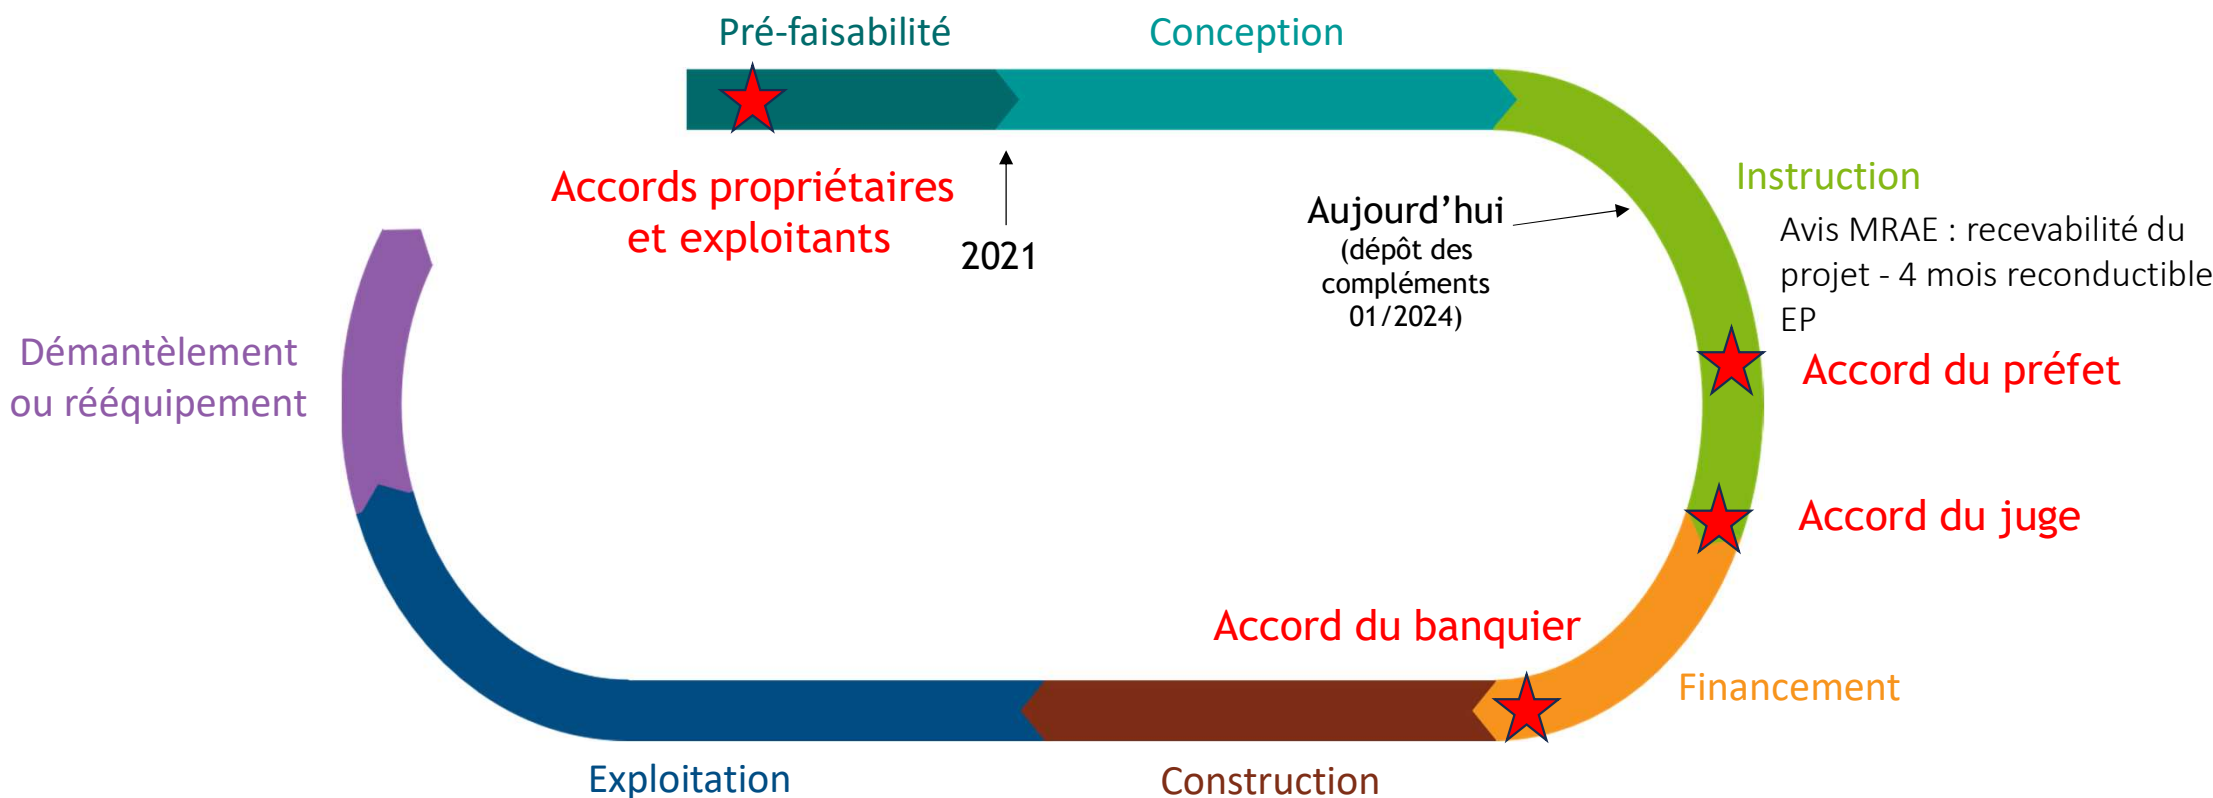 Pré-faisabilité
Conception
Accords propriétaires
et exploitants
2021
Aujourd’hui
(dépôt des
compléments
01/2024)
Instruction
Avis MRAE : recevabilité du
projet - 4 mois reconductible
EP
Accord du préfet
Accord du juge
Accord du banquier
Financement
Construction
Exploitation
Démantèlement
ou rééquipement